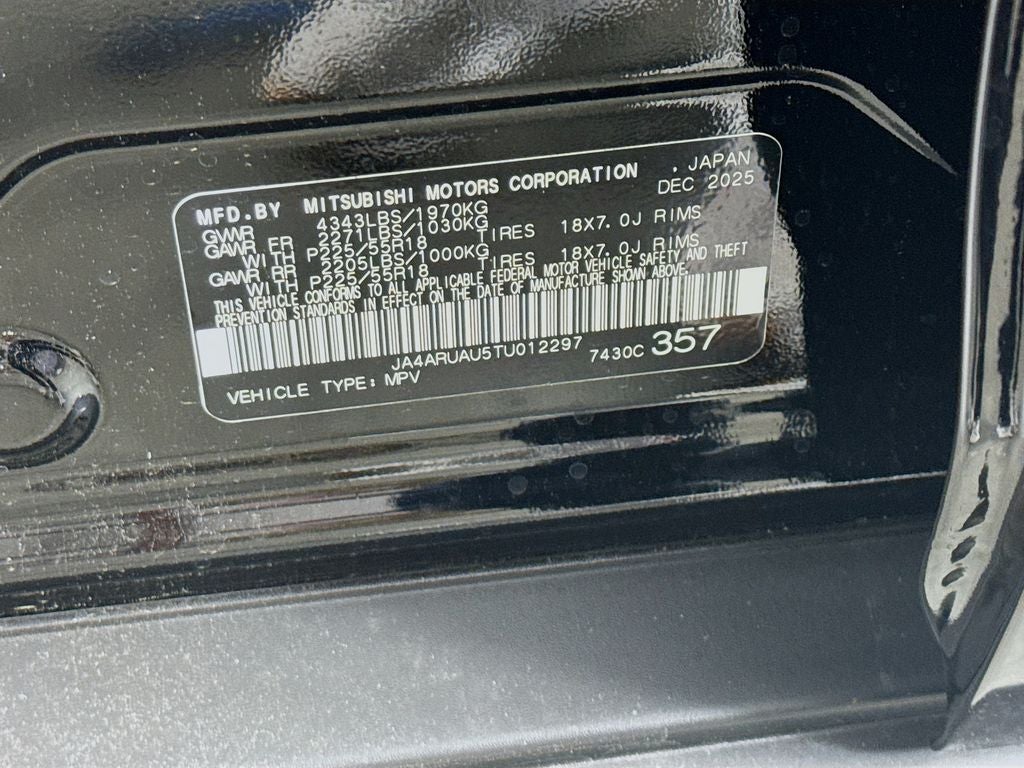 MFD.BY MITSUBISHI MOTORS CORPORATION , JAPAN
GVWR 4343LBS/1970KG DEC 2025
GAWR FR 2271LBS/1030KG
WITH P225/55R18 TIRES 18X7.0J RIMS
GAWR RR 2205LBS/1000KG
WITH P225/55R18 TIRES 18X7.0J RIMS
THIS VEHICLE CONFORMS TO ALL APPLICABLE FEDERAL MOTOR VEHICLE SAFETY AND THEFT
PREVENTION STANDARDS IN EFFECT ON THE DATE OF MANUFACTURE SHOWN ABOVE.
JA4ARUAU5TU012297
VEHICLE TYPE: MPV 7430C 357